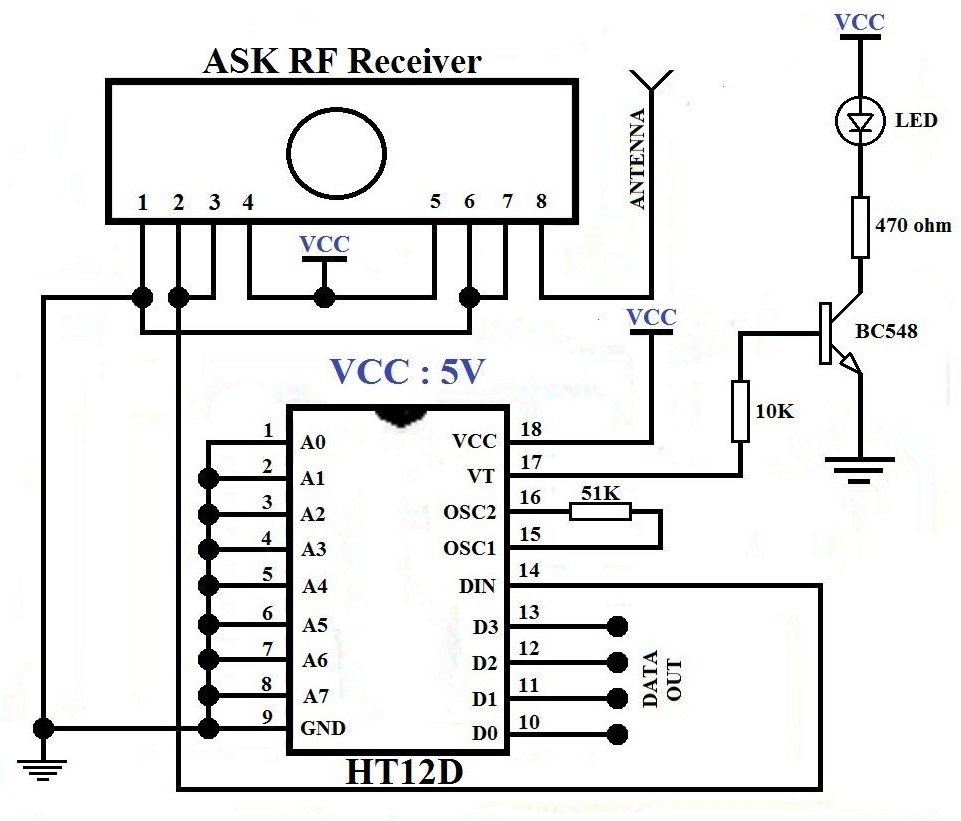 VCC
ASK RF Receiver
LED
ANTENNA
1 2 3 4 5 6 7 8
470 ohm
VCC
VCC
BC548
VCC : 5V
10K
1 A0 VCC 18
2 A1 VT 17
3 A2 OSC2 16 51K
4 A3 OSC1 15
5 A4 DIN 14
6 A5 D3 13
7 A6 D2 12
8 A7 D1 11
9 GND D0 10
DATA
OUT
HT12D